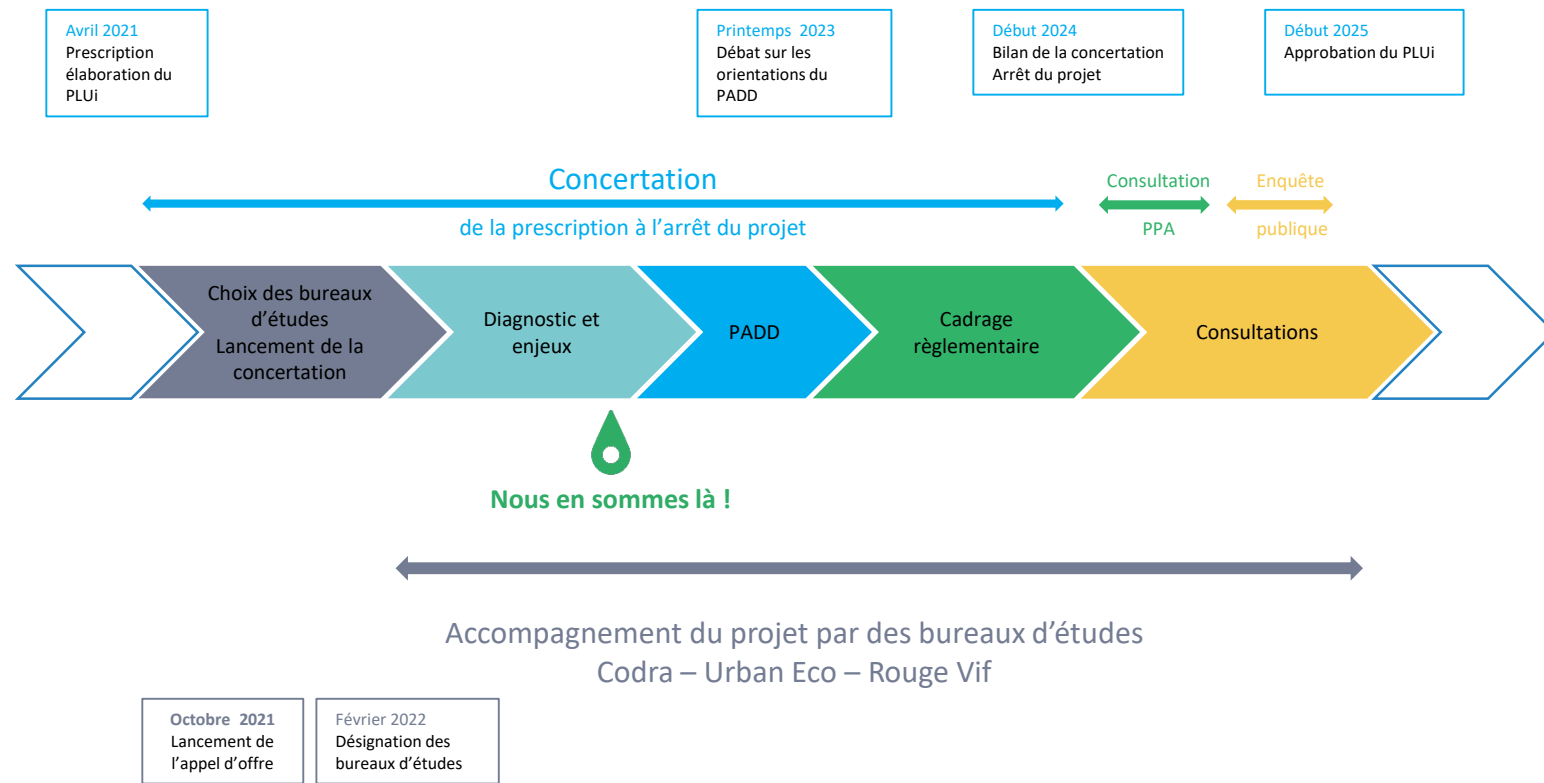 Avril 2021
Prescription
élaboration du
PLUi
Printemps  2023
Débat sur les
orientations du
PADD
Début 2024
Bilan de la concertation
Arrêt du projet
Début 2025
Approbation du PLUi
Concertation
de la prescription à l’arrêt du projet
Consultation
PPA
Enquête
publique
Choix des bureaux
d’études
Lancement de la
concertation
Diagnostic et
enjeux
PADD
Cadrage
règlementaire
Consultations
Nous en sommes là !
Accompagnement du projet par des bureaux d’études
Codra – Urban Eco – Rouge Vif
Octobre  2021
Lancement de
l’appel d’offre
Février 2022
Désignation des
bureaux d’études